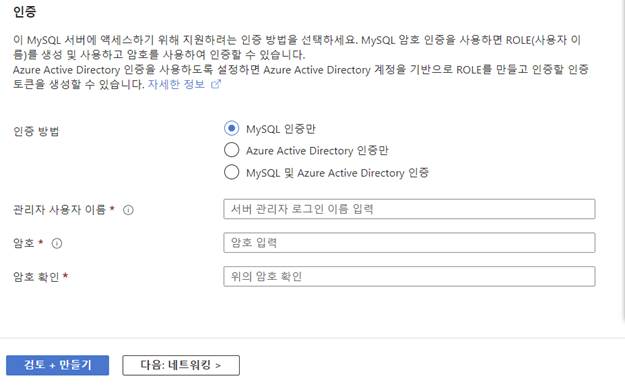 인증
이 MySQL 서버에 액세스하기 위해 지원하려는 인증 방법을 선택하세요. MySQL 암호 인증을 사용하면 ROLE(사용자 이
름)를 생성 및 사용하고 암호를 사용하여 인증할 수 있습니다.
Azure Active Directory 인증을 사용하도록 설정하면 Azure Active Directory 계정을 기반으로 ROLE를 만들고 인증할 인증
토큰을 생성할 수 있습니다. 자세한 정보
인증 방법
MySQL 인증만
Azure Active Directory 인증만
MySQL 및 Azure Active Directory 인증
관리자 사용자 이름 *
서버 관리자 로그인 이름 입력
암호 *
암호 입력
암호 확인 *
위의 암호 확인
검토 + 만들기
다음: 네트워킹 >